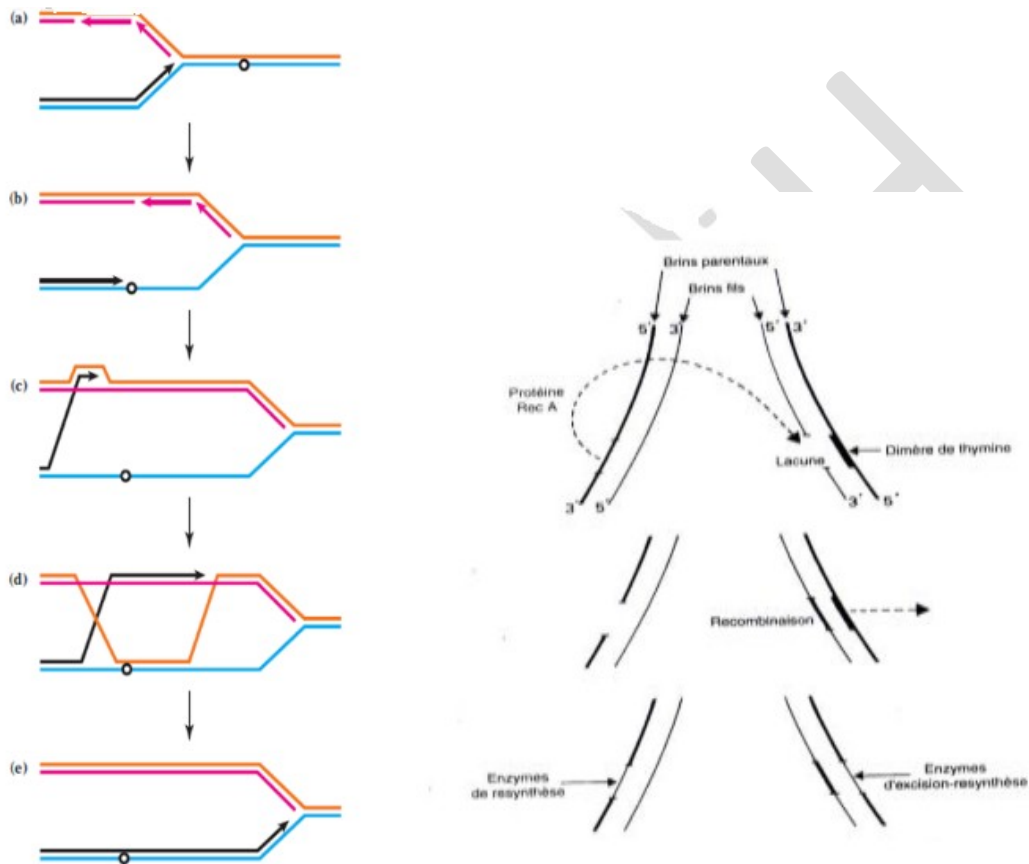 (a)
(b)
(c)
(d)
(e)
Brins parentaux
Brins fils
5' 3' 5' 3'
Protéine
Rec A
Lacune
Dimère de thymine
3' 5' 3' 5'
Recombinaison
Enzymes
de resynthèse
Enzymes
d'excision-resynthèse